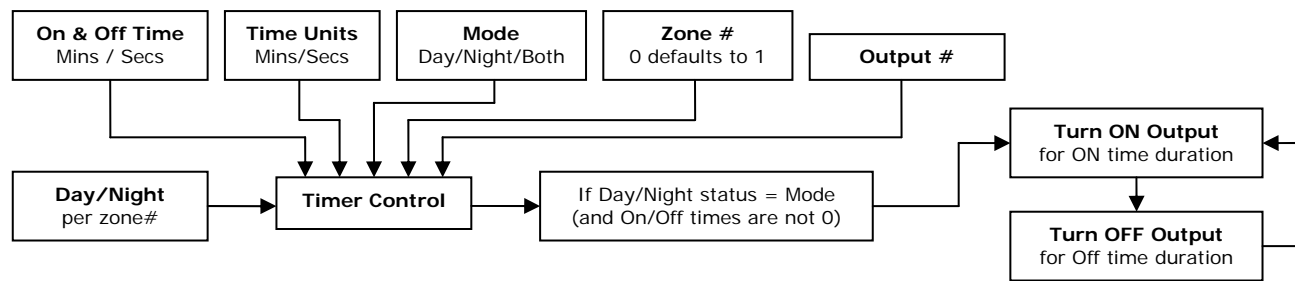 On & Off Time
Mins / Secs
Time Units
Mins/Secs
Mode
Day/Night/Both
Zone #
0 defaults to 1
Output #
Turn ON Output
for ON time duration
Day/Night
per zone#
Timer Control
If Day/Night status = Mode
(and On/Off times are not 0)
Turn OFF Output
for Off time duration